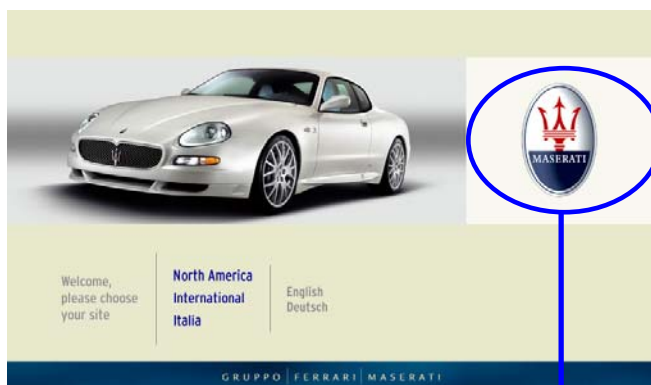 MASERATI
Welcome,
please choose
your site
North America
International
Italia
English
Deutsch
GRUPPO FERRARI MASERATI